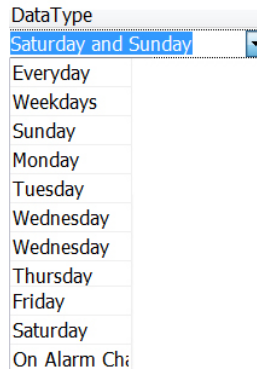 DataType
Saturday and Sunday
Everyday
Weekdays
Sunday
Monday
Tuesday
Wednesday
Wednesday
Thursday
Friday
Saturday
On Alarm Cha